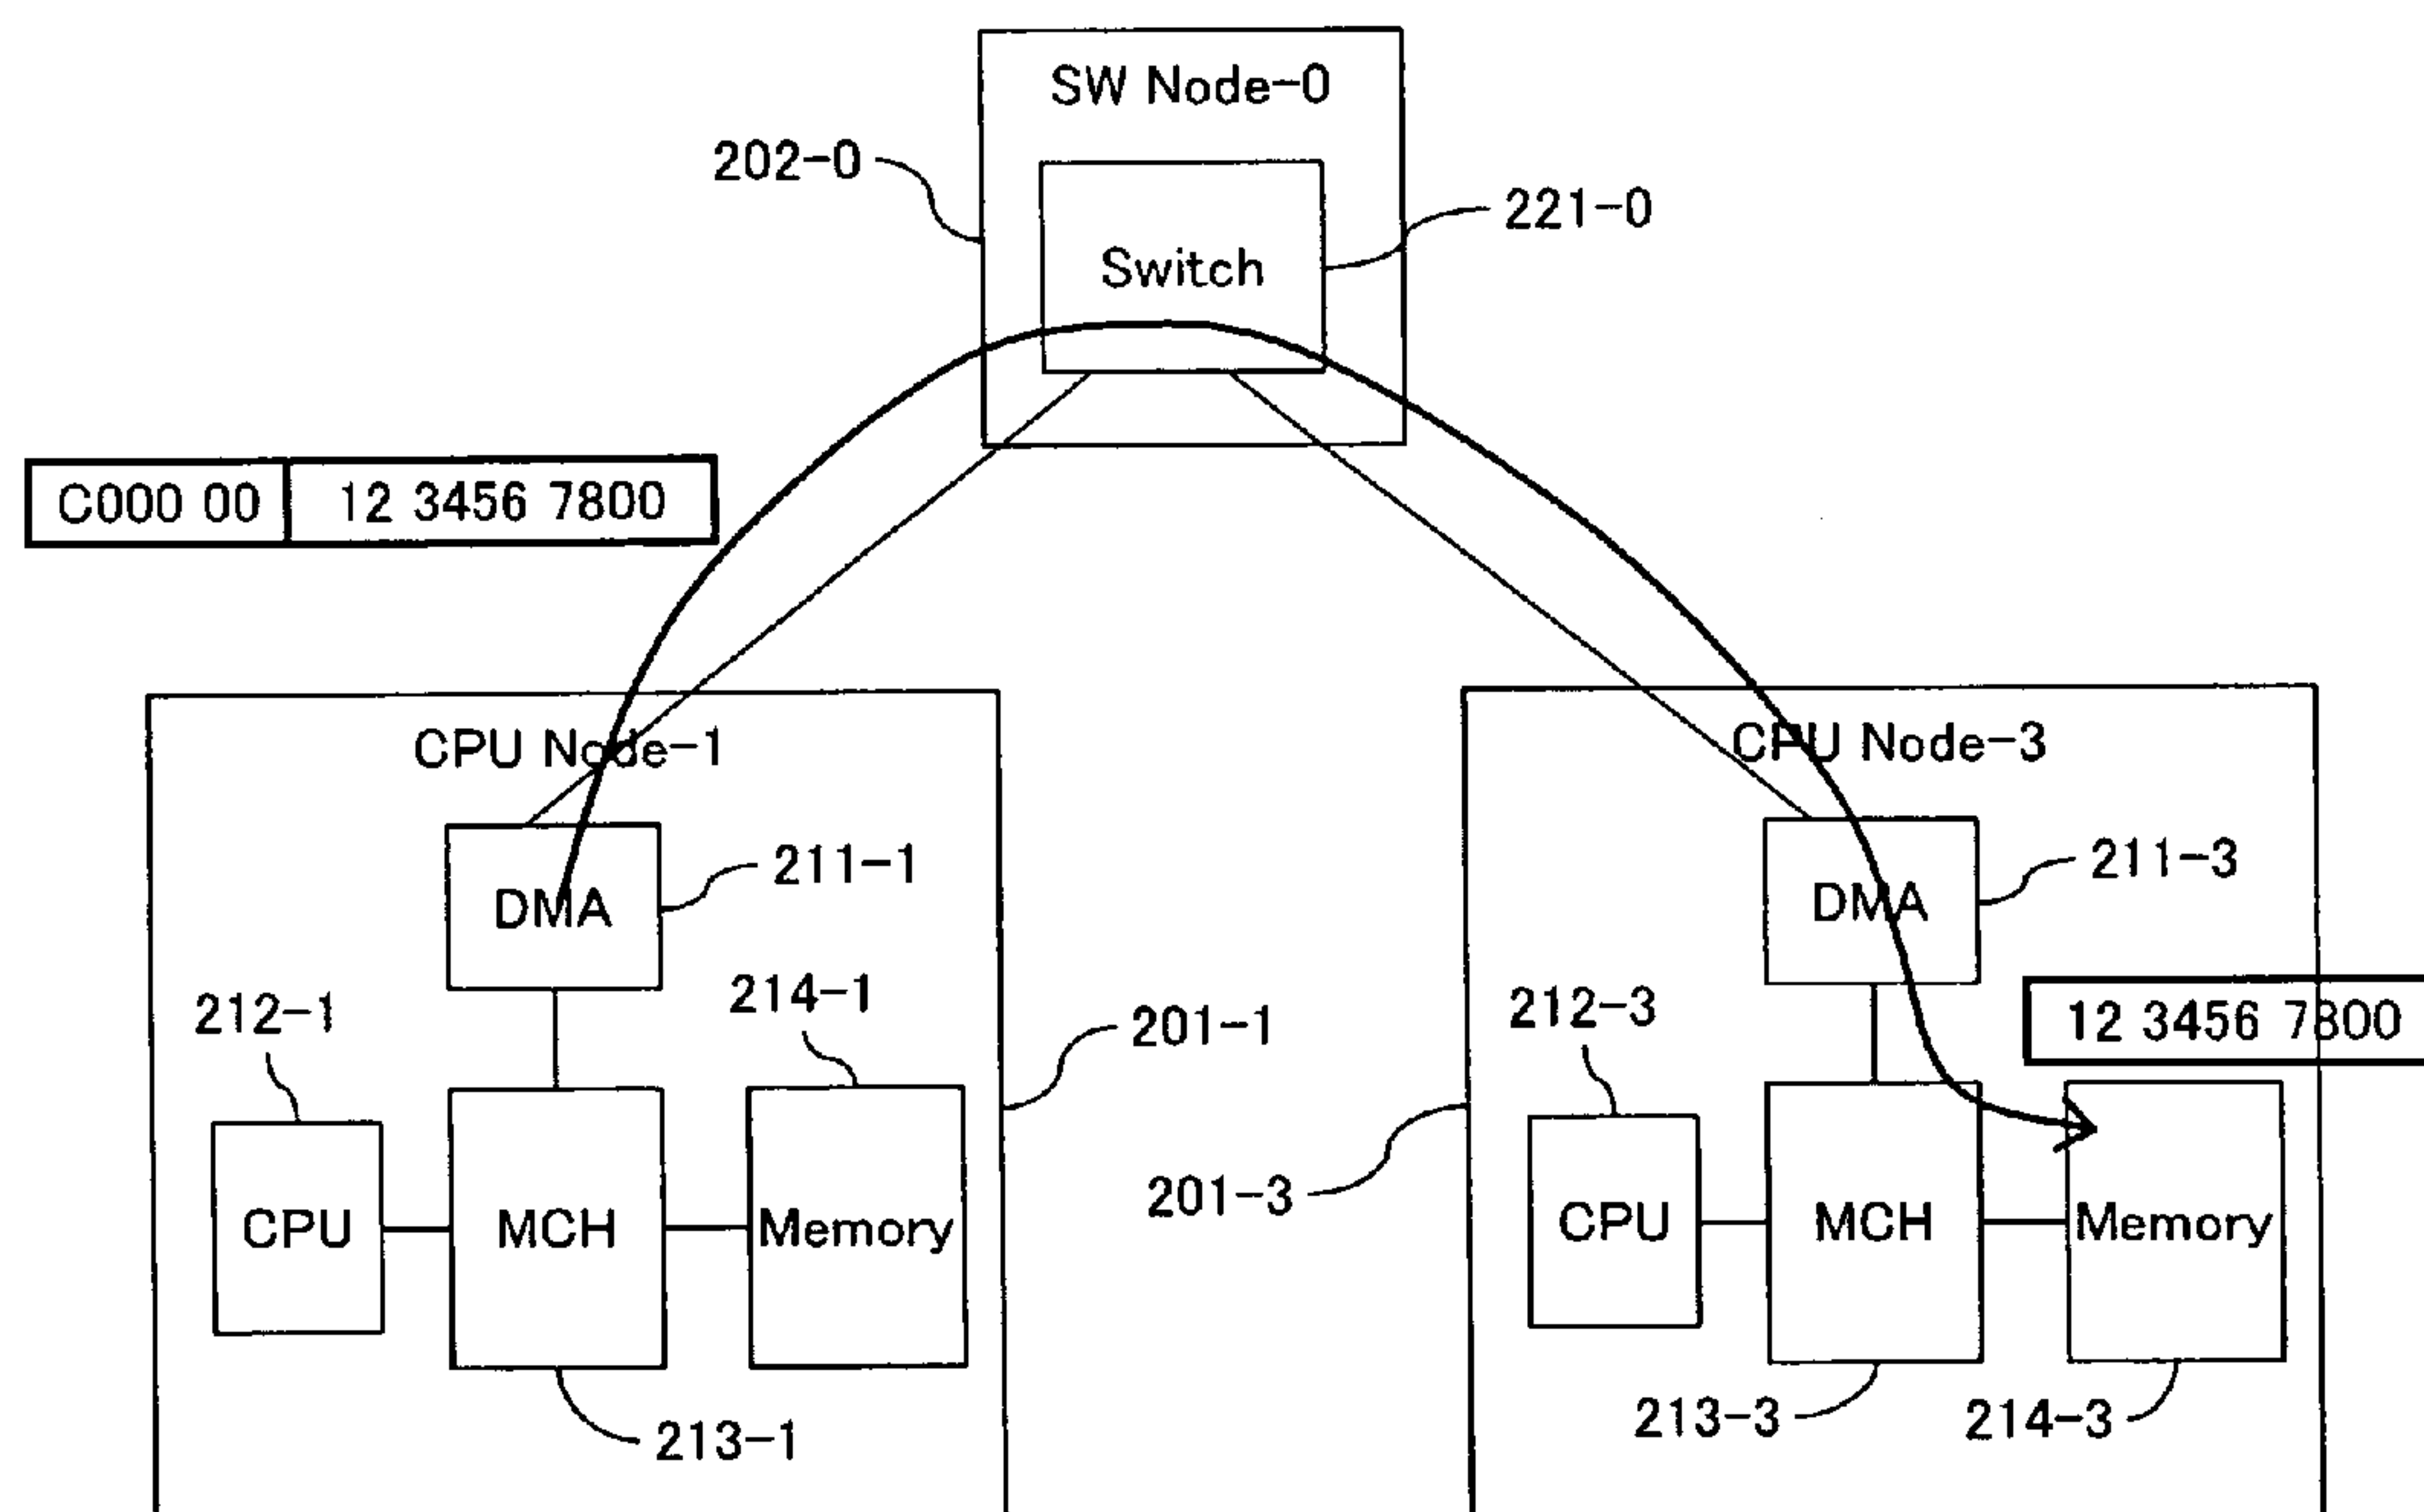 SW Node-0
202-0
221-0
Switch
C000 00 12 3456 7800
CPU Node-1
CPU Node-3
211-1
211-3
DMA
DMA
214-1
212-1
212-3
12 3456 7800
201-1
201-3
CPU
MCH
Memory
CPU
MCH
Memory
213-1
213-3
214-3